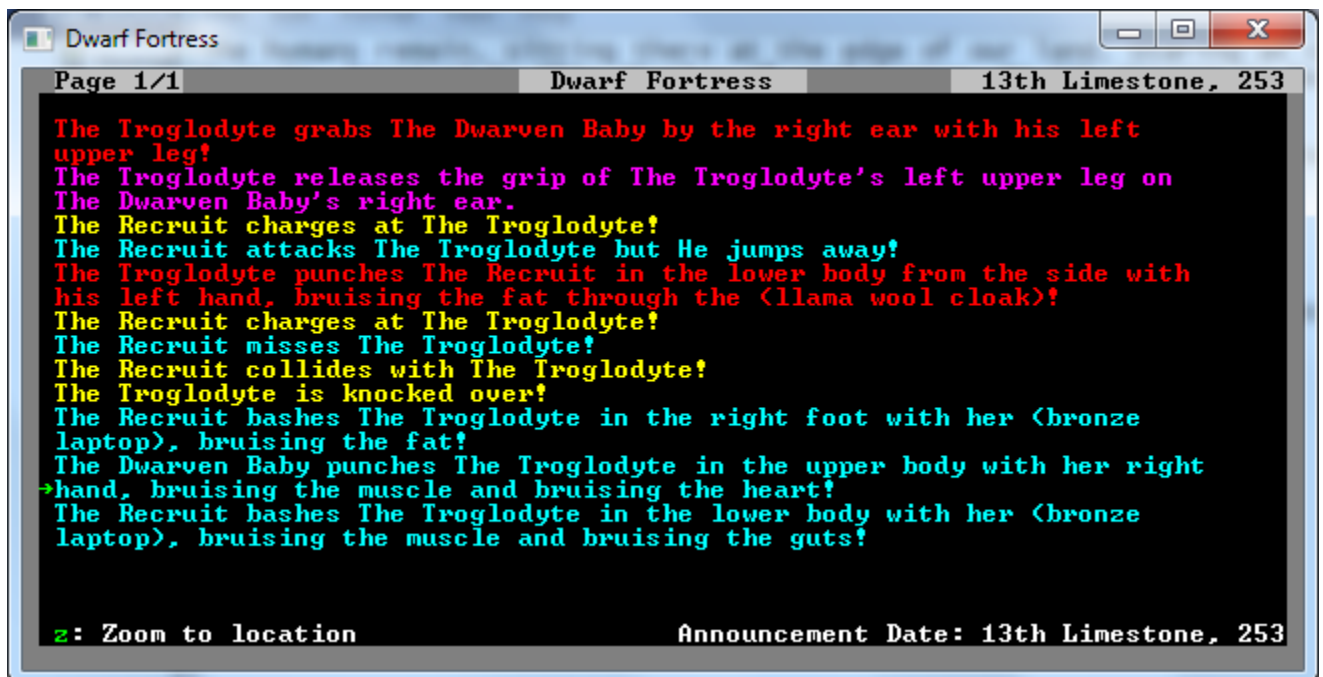 Dwarf Fortress
Page 1/1 Dwarf Fortress 13th Limestone, 253
The Troglodyte grabs The Dwarven Baby by the right ear with his left
upper leg!
The Troglodyte releases the grip of The Troglodyte's left upper leg on
The Dwarven Baby's right ear.
The Recruit charges at The Troglodyte!
The Recruit attacks The Troglodyte but He jumps away!
The Troglodyte punches The Recruit in the lower body from the side with
his left hand, bruising the fat through the (llama wool cloak)!
The Recruit charges at The Troglodyte!
The Recruit misses The Troglodyte!
The Recruit collides with The Troglodyte!
The Troglodyte is knocked over!
The Recruit bashes The Troglodyte in the right foot with her (bronze
laptop), bruising the fat!
The Dwarven Baby punches The Troglodyte in the upper body with her right
→hand, bruising the muscle and bruising the heart!
The Recruit bashes The Troglodyte in the lower body with her (bronze
laptop), bruising the muscle and bruising the guts!
z: Zoom to location Announcement Date: 13th Limestone, 253